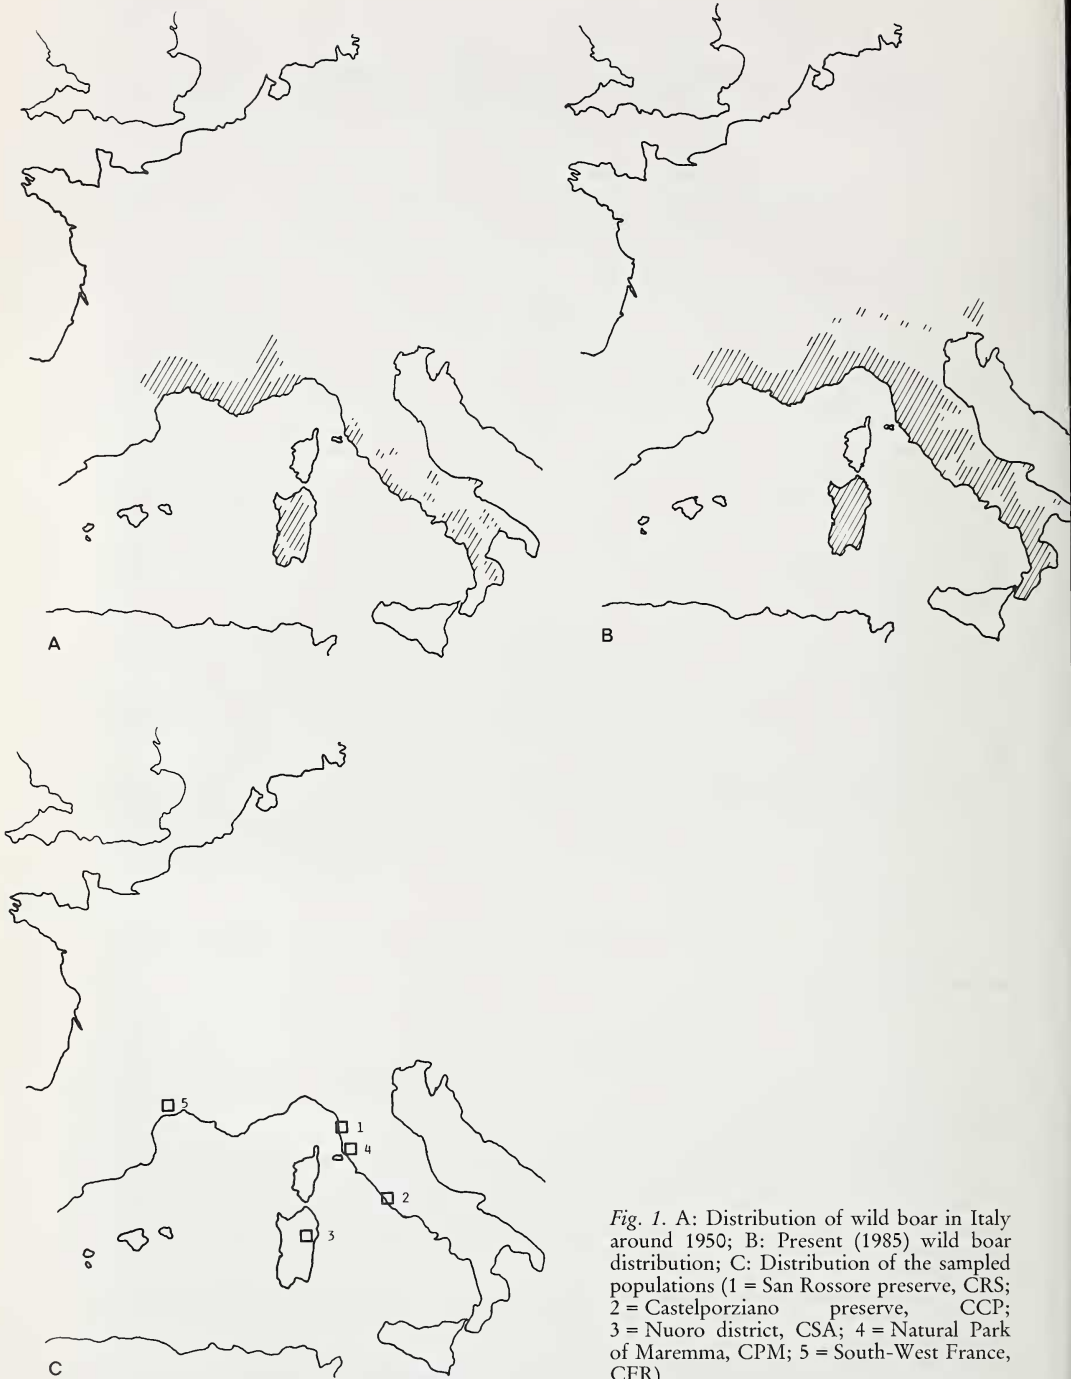 A
B
5
1
4
2
3
C
Fig. 1. A: Distribution of wild boar in Italy
around 1950; B: Present (1985) wild boar
distribution; C: Distribution of the sampled
populations (1 = San Rossore preserve, CRS;
2 = Castelporziano preserve, CCP;
3 = Nuoro district, CSA; 4 = Natural Park
of Maremma, CPM; 5 = South-West France,
CFR)